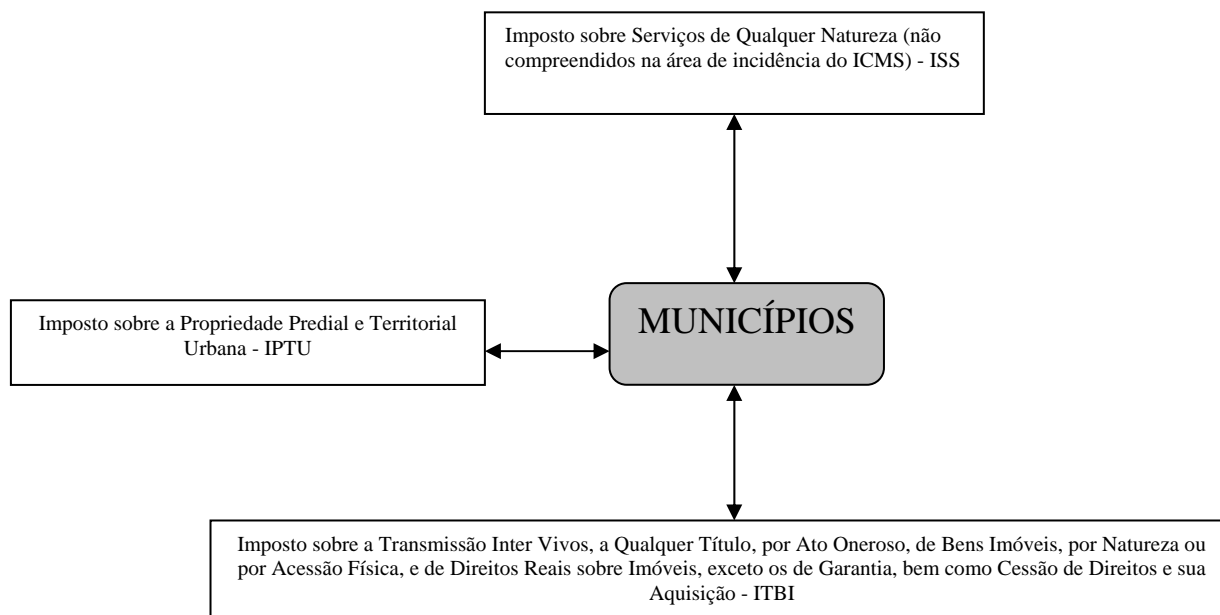 Imposto sobre Serviços de Qualquer Natureza (não
compreendidos na área de incidência do ICMS) - ISS
MUNICÍPIOS
Imposto sobre a Propriedade Predial e Territorial
Urbana - IPTU
Imposto sobre a Transmissão Inter Vivos, a Qualquer Título, por Ato Oneroso, de Bens Imóveis, por Natureza ou
por Acessão Física, e de Direitos Reais sobre Imóveis, exceto os de Garantia, bem como Cessão de Direitos e sua
Aquisição - ITBI